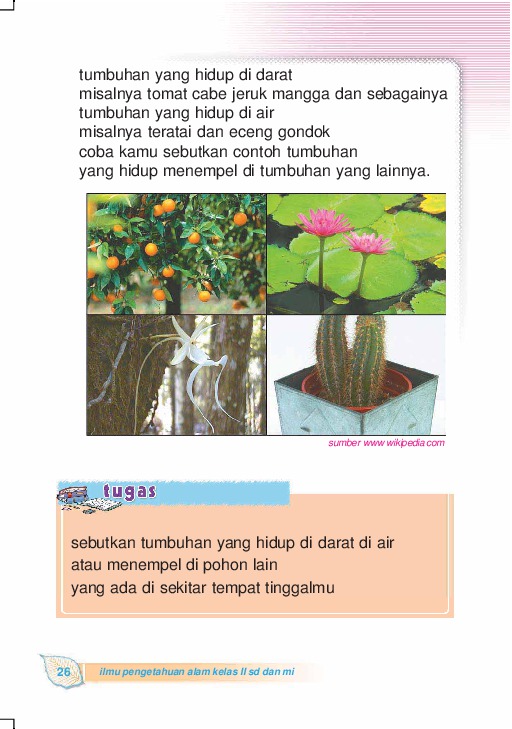 tumbuhan yang hidup di darat
misalnya tomat cabe jeruk mangga dan sebagainya
tumbuhan yang hidup di air
misalnya teratai dan eceng gondok
coba kamu sebutkan contoh tumbuhan
yang hidup menempel di tumbuhan yang lainnya.
sumber www wikipedia com
tugas
sebutkan tumbuhan yang hidup di darat di air
atau menempel di pohon lain
yang ada di sekitar tempat tinggalmu
26
ilmu pengetahuan alam kelas II sd dan mi